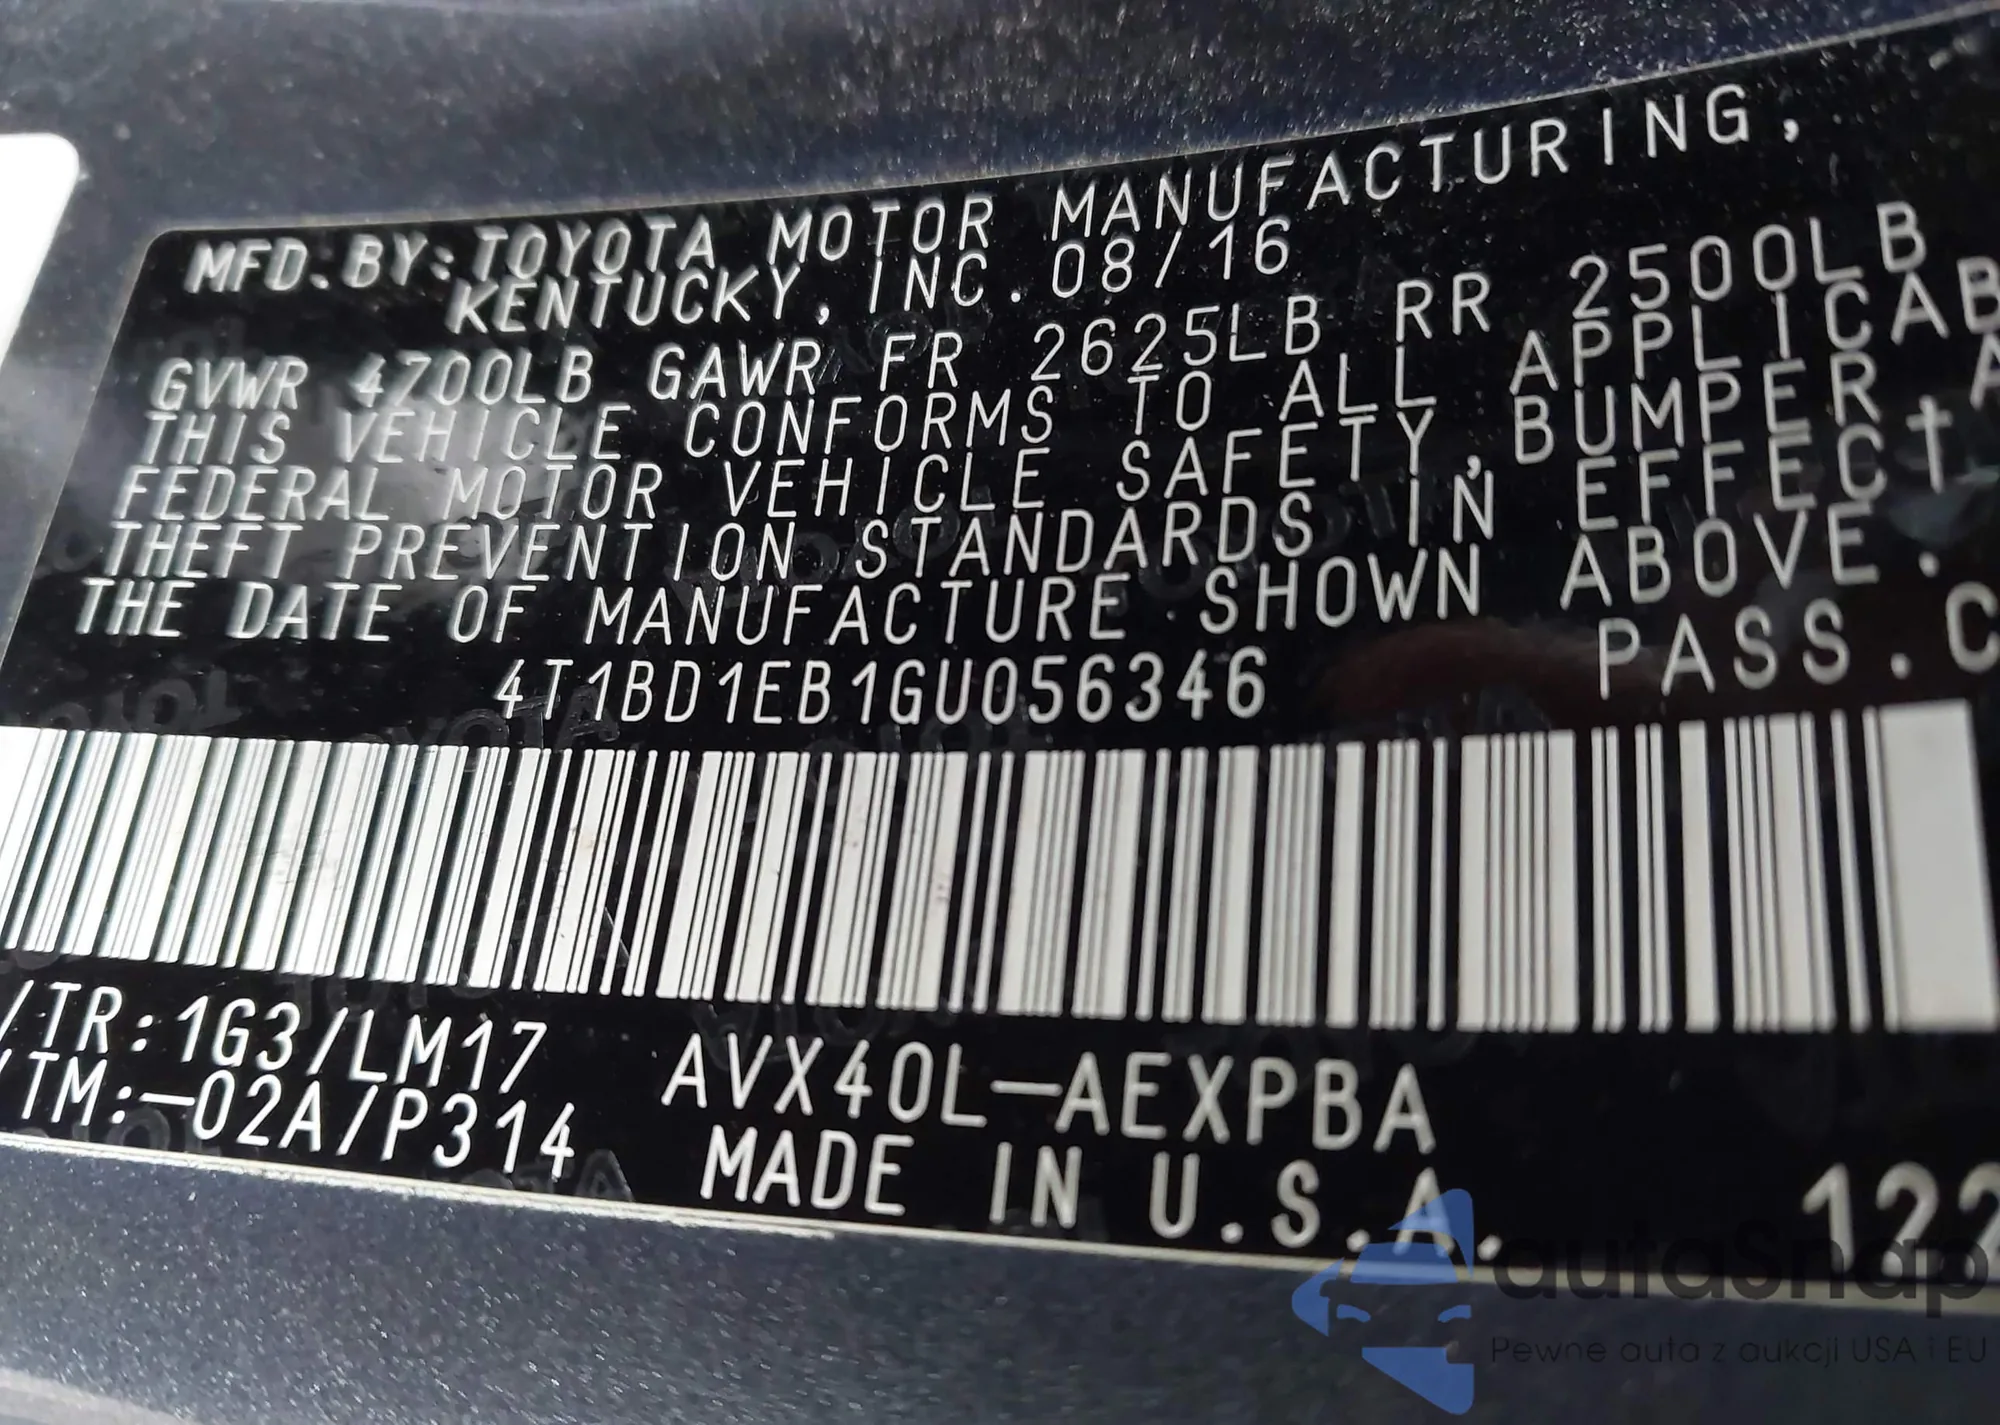 MFD. BY: TOYOTA MOTOR MANUFACTURING,
KENTUCKY, INC. 08/16
GVWR 4700LB GAWR FR 2625LB RR 2500LB
THIS VEHICLE CONFORMS TO ALL APPLICAB
FEDERAL MOTOR VEHICLE SAFETY, BUMPER, A
THEFT PREVENTION STANDARDS IN EFFECT
THE DATE OF MANUFACTURE SHOWN ABOVE.
4T1BD1EB1GU056346 PASS. C
/TR: 1G3/LM17 AVX40L-AEXPBA
/TM:-02A/P314 MADE IN U.S.A. 122
autaSnap
Pewne auta z aukcji USA i EU